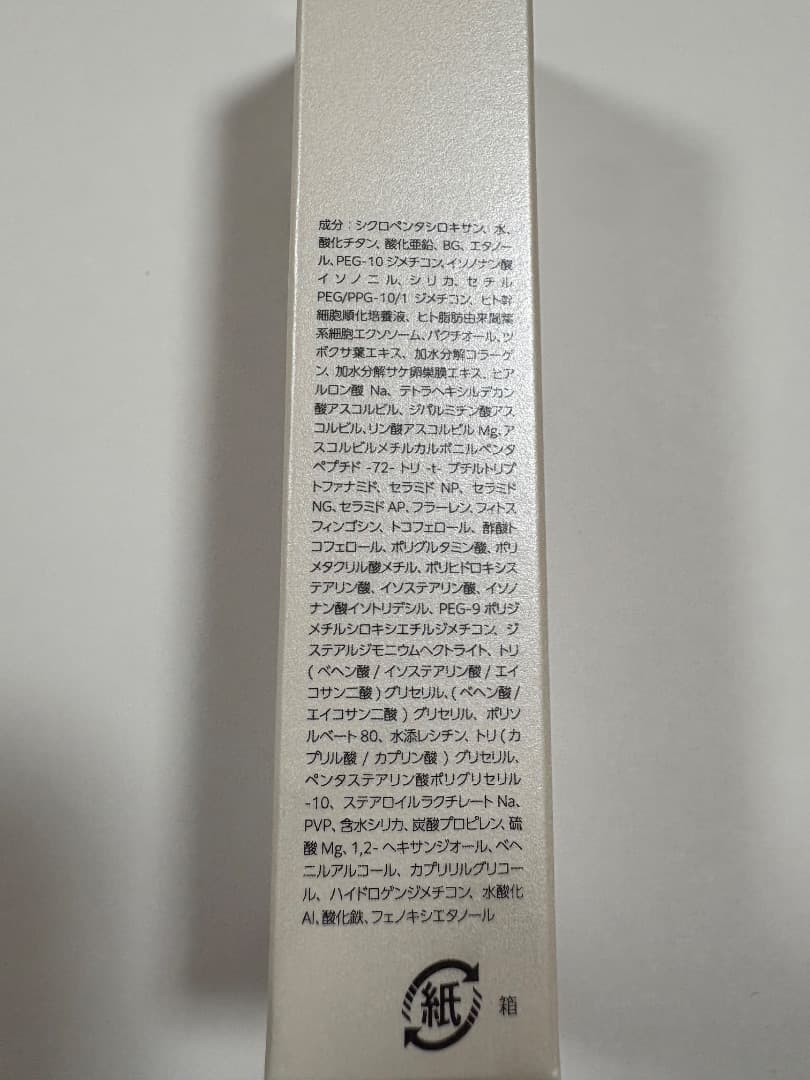 成分：シクロペンタシロキサン、水、
酸化チタン、酸化亜鉛、BG、エタノー
ル、PEG-10 ジメチコン、イソノナン酸
イソノニル、シリカ、セチル
PEG/PPG-10/1 ジメチコン、ヒト幹
細胞順化培養液、ヒト脂肪由来間葉
系細胞エクソソーム、バクチオール、ツ
ボクサ葉エキス、加水分解コラーゲ
ン、加水分解サケ卵巣膜エキス、ヒア
ルロン酸 Na、テトラヘキシルデカン
酸アスコルビル、ジパルミチン酸アス
コルビル、リン酸アスコルビル Mg、ア
スコルビルメチルカルボニルペンタ
ペプチド -72- トリ -t- ブチルトリプ
トファナミド、セラミド NP、セラミド
NG、セラミド AP、フラーレン、フィトス
フィンゴシン、トコフェロール、酢酸ト
コフェロール、ポリグルタミン酸、ポリ
メタクリル酸メチル、ポリヒドロキシス
テアリン酸、イソステアリン酸、イソノ
ナン酸イソトリデシル、PEG-9 ポリジ
メチルシロキシエチルジメチコン、ジ
ステアルジモニウムヘクトライト、トリ
( ベヘン酸 / イソステアリン酸 / エイ
コサン二酸 ) グリセリル、( ベヘン酸 /
エイコサン二酸 ) グリセリル、ポリソ
ルベート 80、水添レシチン、トリ ( カ
プリル酸 / カプリン酸 ) グリセリル、
ペンタステアリン酸ポリグリセリル
-10、ステアロイルラクチレート Na、
PVP、含水シリカ、炭酸プロピレン、硫
酸 Mg、1,2- ヘキサンジオール、ベヘ
ニルアルコール、カプリリルグリコー
ル、ハイドロゲンジメチコン、水酸化
Al、酸化鉄、フェノキシエタノール
紙 箱